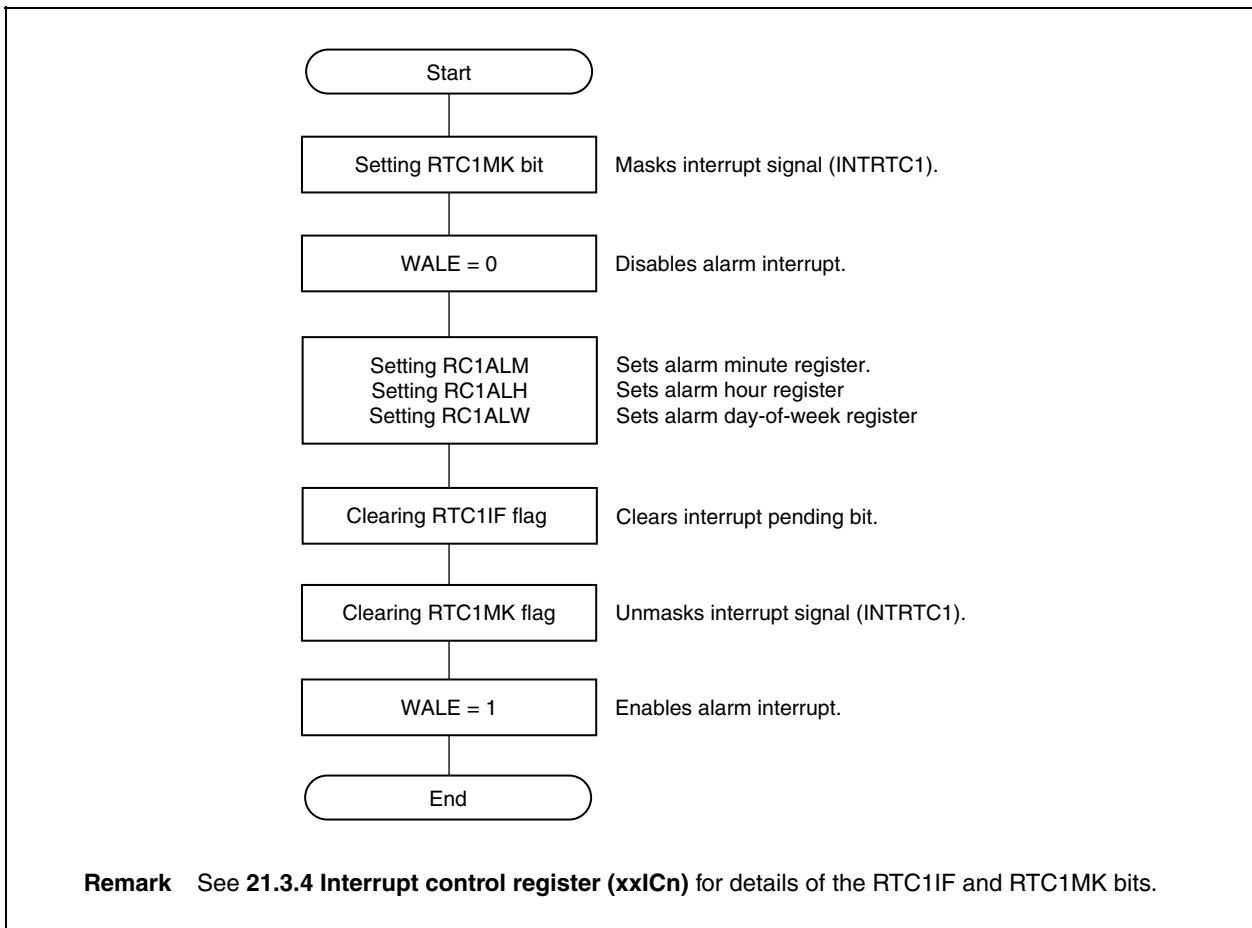 Start
Setting RTC1MK bit
Masks interrupt signal (INTRTC1).
WALE = 0
Disables alarm interrupt.
Setting RC1ALM
Sets alarm minute register.
Setting RC1ALH
Sets alarm hour register
Setting RC1ALW
Sets alarm day-of-week register
Clearing RTC1IF flag
Clears interrupt pending bit.
Clearing RTC1MK flag
Unmasks interrupt signal (INTRTC1).
WALE = 1
Enables alarm interrupt.
End
Remark See 21.3.4 Interrupt control register (xxICn) for details of the RTC1IF and RTC1MK bits.